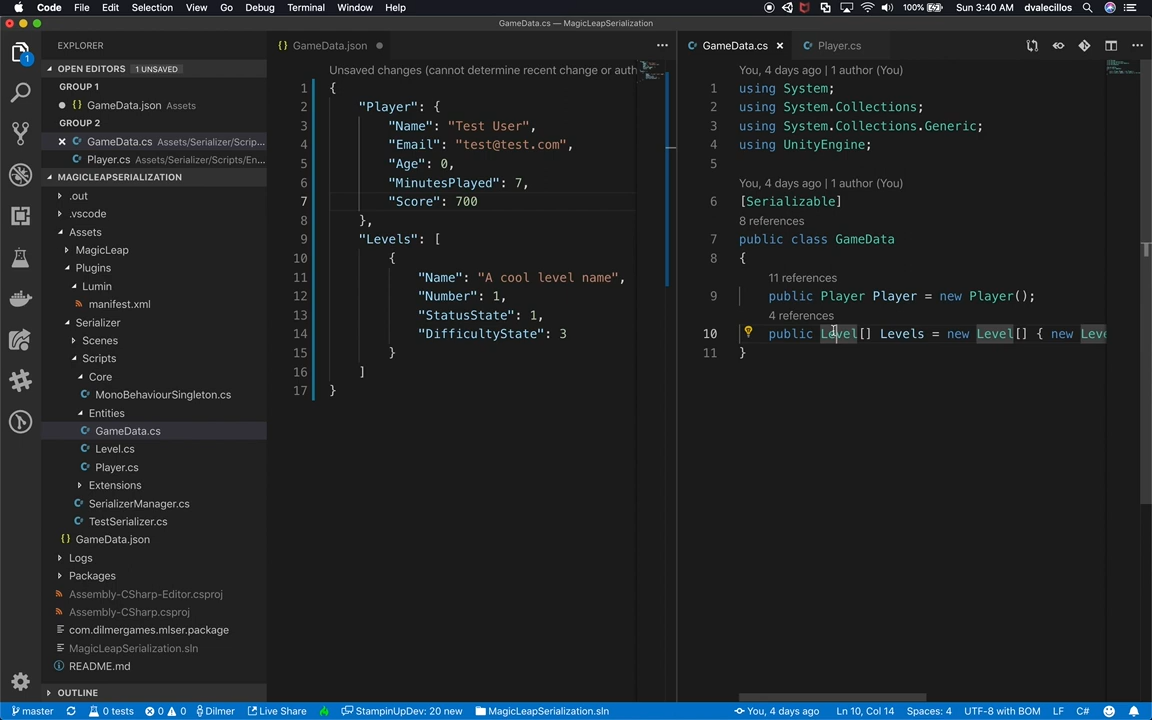 Code File Edit Selection View Go Debug Terminal Window Help 100% Sun 3:40 AM dvalecillos
GameData.cs — MagicLeapSerialization
EXPLORER
OPEN EDITORS 1 UNSAVED
GROUP 1
GameData.json Assets
GROUP 2
GameData.cs Assets/Serializer/Scrip...
Player.cs Assets/Serializer/Scripts/En...
MAGICLEAPSERIALIZATION
.out
.vscode
Assets
MagicLeap
Plugins
Lumin
manifest.xml
Serializer
Scenes
Scripts
Core
MonoBehaviourSingleton.cs
Entities
GameData.cs
Level.cs
Player.cs
Extensions
SerializerManager.cs
TestSerializer.cs
GameData.json
Logs
Packages
Assembly-CSharp-Editor.csproj
Assembly-CSharp.csproj
com.dilmergames.mlser.package
MagicLeapSerialization.sln
README.md
OUTLINE
1
{} GameData.json
Unsaved changes (cannot determine recent change or auth
1 {
2 "Player": {
3 "Name": "Test User",
4 "Email": "test@test.com",
5 "Age": 0,
6 "MinutesPlayed": 7,
7 "Score": 700
8 },
9 "Levels": [
10 {
11 "Name": "A cool level name",
12 "Number": 1,
13 "StatusState": 1,
14 "DifficultyState": 3
15 }
16 ]
17 }
GameData.cs Player.cs
You, 4 days ago | 1 author (You)
1 using System;
2 using System.Collections;
3 using System.Collections.Generic;
4 using UnityEngine;
5
You, 4 days ago | 1 author (You)
6 [Serializable]
8 references
7 public class GameData
8 {
11 references
9 public Player Player = new Player();
4 references
10 public Level[] Levels = new Level[] { new Leve
11 }
master 0 tests 0 0 Dilmer Live Share StampinUpDev: 20 new MagicLeapSerialization.sln You, 4 days ago Ln 10, Col 14 Spaces: 4 UTF-8 with BOM LF C#